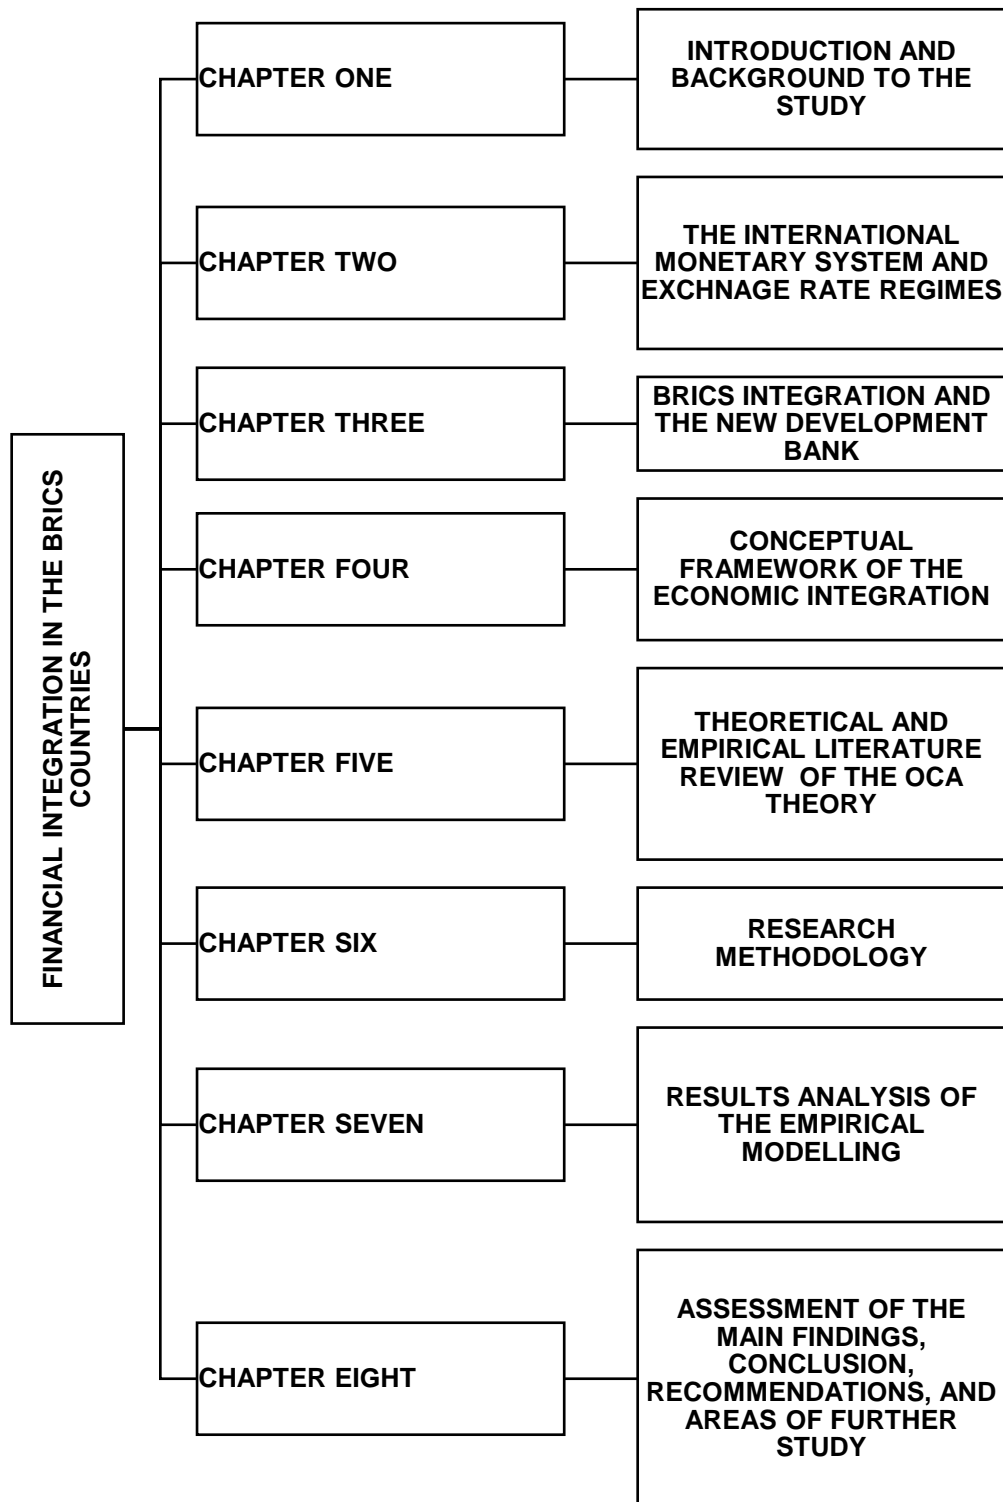 FINANCIAL INTEGRATION IN THE BRICS
COUNTRIES
CHAPTER ONE
INTRODUCTION AND
BACKGROUND TO THE
STUDY
CHAPTER TWO
THE INTERNATIONAL
MONETARY SYSTEM AND
EXCHNAGE RATE REGIMES
CHAPTER THREE
BRICS INTEGRATION AND
THE NEW DEVELOPMENT
BANK
CHAPTER FOUR
CONCEPTUAL
FRAMEWORK OF THE
ECONOMIC INTEGRATION
CHAPTER FIVE
THEORETICAL AND
EMPIRICAL LITERATURE
REVIEW  OF THE OCA
THEORY
CHAPTER SIX
RESEARCH
METHODOLOGY
CHAPTER SEVEN
RESULTS ANALYSIS OF
THE EMPIRICAL
MODELLING
CHAPTER EIGHT
ASSESSMENT OF THE
MAIN FINDINGS,
CONCLUSION,
RECOMMENDATIONS, AND
AREAS OF FURTHER
STUDY